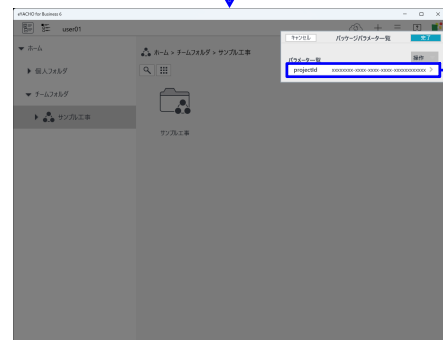 eYACHO for Business 6
user01
キャンセル パッケージパラメーター一覧 完了
ホーム
ホーム > チームフォルダ > サンプル工事
パラメーター一覧 操作
projectId xxxxxxxx-xxxx-xxxx-xxxx-xxxxxxxxxxxx
個人フォルダ
チームフォルダ
サンプル工事
サンプル工事